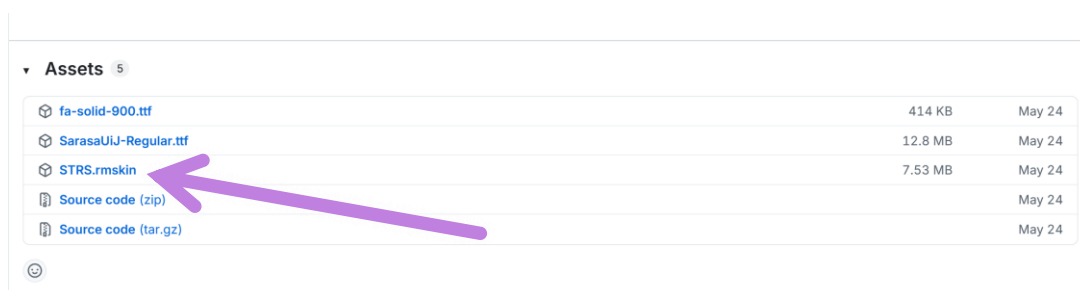 Assets 5
fa-solid-900.ttf 414 KB May 24
SarasaUiJ-Regular.ttf 12.8 MB May 24
STRS.rmskin 7.53 MB May 24
Source code (zip) May 24
Source code (tar.gz) May 24